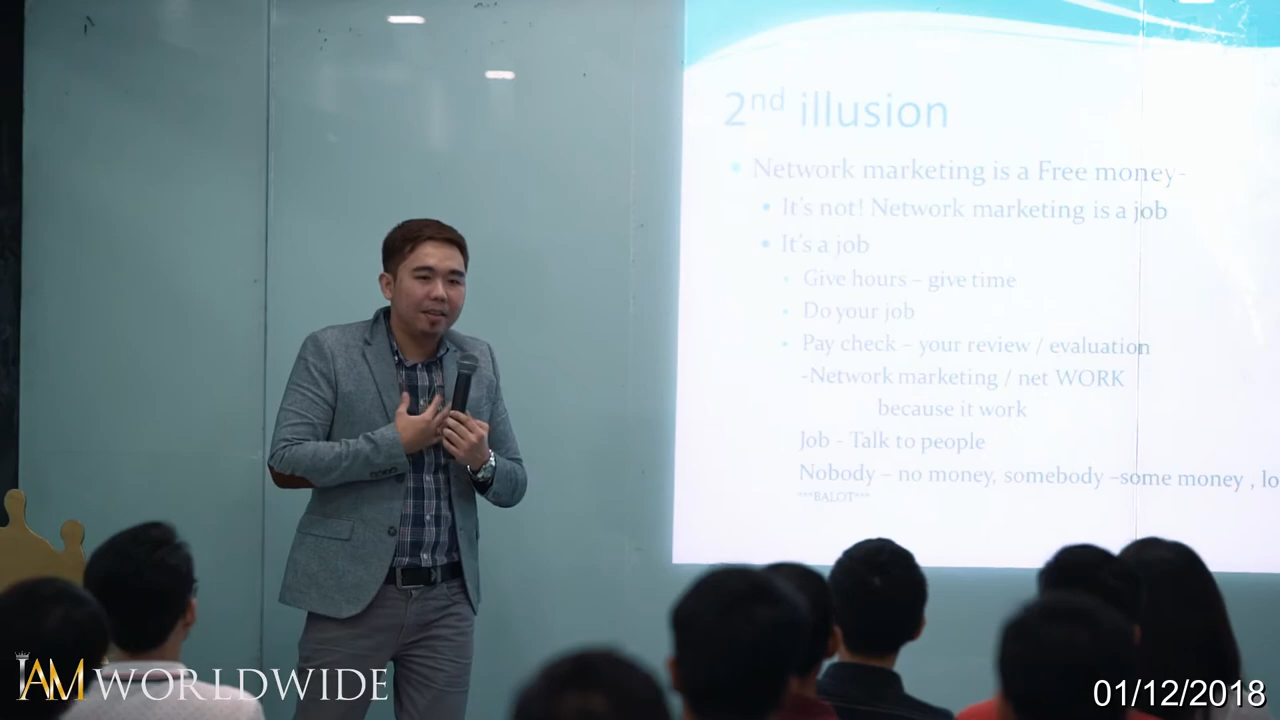 2nd illusion
• Network marketing is a Free money-
• It's not! Network marketing is a job
• It's a job
• Give hours – give time
• Do your job
• Pay check – your review / evaluation
-Network marketing / net WORK
because it work
Job - Talk to people
Nobody – no money, somebody –some money , lo
***BALOT***
IAM WORLDWIDE
01/12/2018